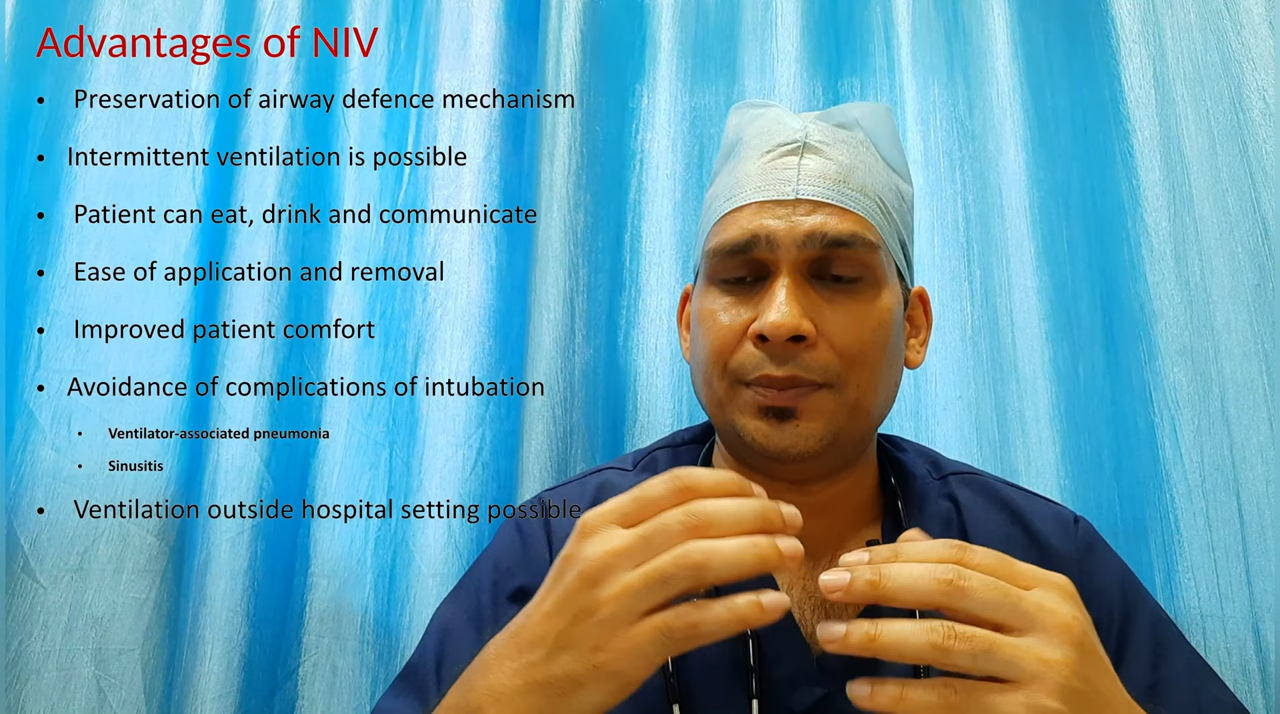 Advantages of NIV
• Preservation of airway defence mechanism
• Intermittent ventilation is possible
• Patient can eat, drink and communicate
• Ease of application and removal
• Improved patient comfort
• Avoidance of complications of intubation
• Ventilator-associated pneumonia
• Sinusitis
• Ventilation outside hospital setting possible